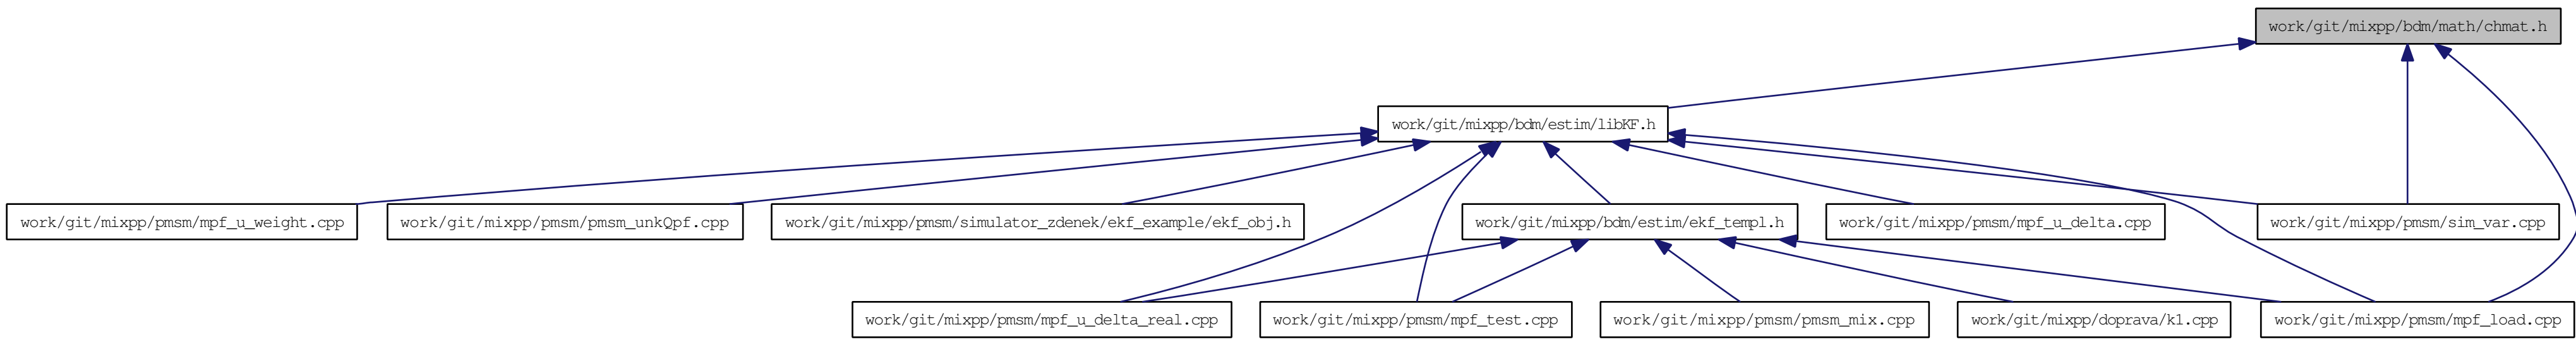 work/git/mixpp/bdm/math/chmat.h
work/git/mixpp/bdm/estim/libKF.h
work/git/mixpp/pmsm/mpf_u_weight.cpp
work/git/mixpp/pmsm/pmsm_unkQpf.cpp
work/git/mixpp/pmsm/simulator_zdenek/ekf_example/ekf_obj.h
work/git/mixpp/bdm/estim/ekf_templ.h
work/git/mixpp/pmsm/mpf_u_delta.cpp
work/git/mixpp/pmsm/sim_var.cpp
work/git/mixpp/pmsm/mpf_u_delta_real.cpp
work/git/mixpp/pmsm/mpf_test.cpp
work/git/mixpp/pmsm/pmsm_mix.cpp
work/git/mixpp/doprava/k1.cpp
work/git/mixpp/pmsm/mpf_load.cpp